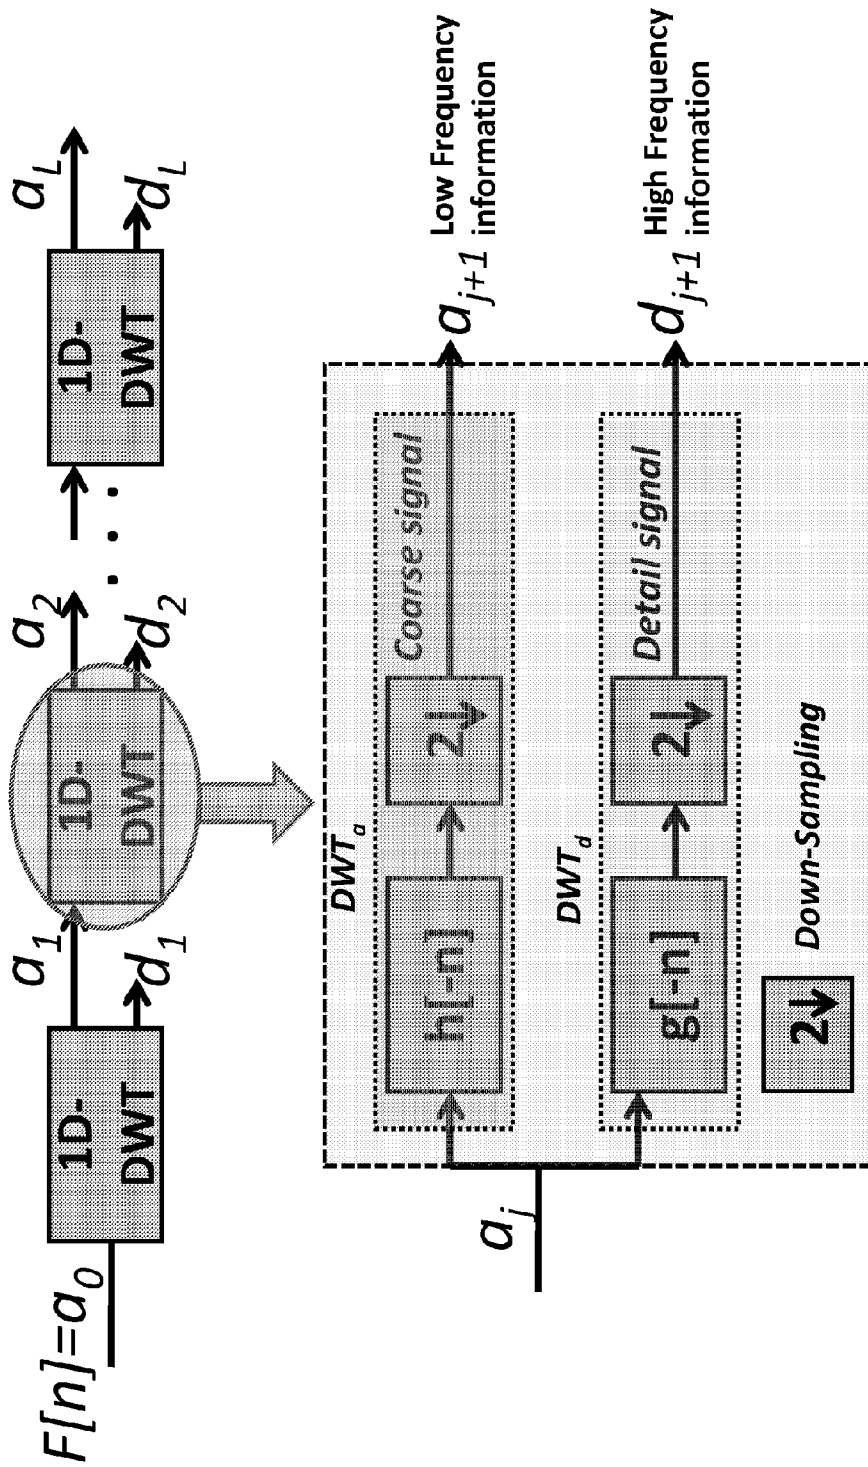 F[n]=a0
1D-
DWT
a1
d1
1D-
DWT
a2
d2
. . .
1D-
DWT
aL
dL
DWTa
Coarse signal
aj
h[-n]
2↓
aj+1
Low Frequency
information
DWTd
Detail signal
g[-n]
2↓
dj+1
High Frequency
information
2↓
Down-Sampling